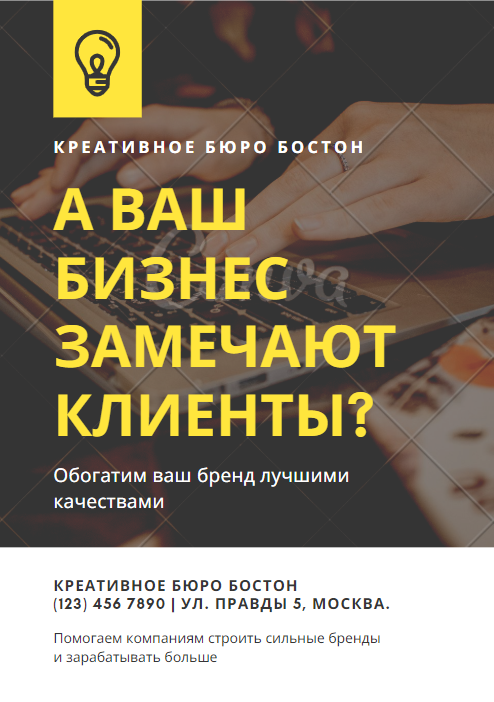 КРЕАТИВНОЕ БЮРО БОСТОН
А ВАШ
БИЗНЕС
ЗАМЕЧАЮТ
КЛИЕНТЫ?
Обогатим ваш бренд лучшими
качествами
КРЕАТИВНОЕ БЮРО БОСТОН
(123) 456 7890 | УЛ. ПРАВДЫ 5, МОСКВА.
Помогаем компаниям строить сильные бренды
и зарабатывать больше